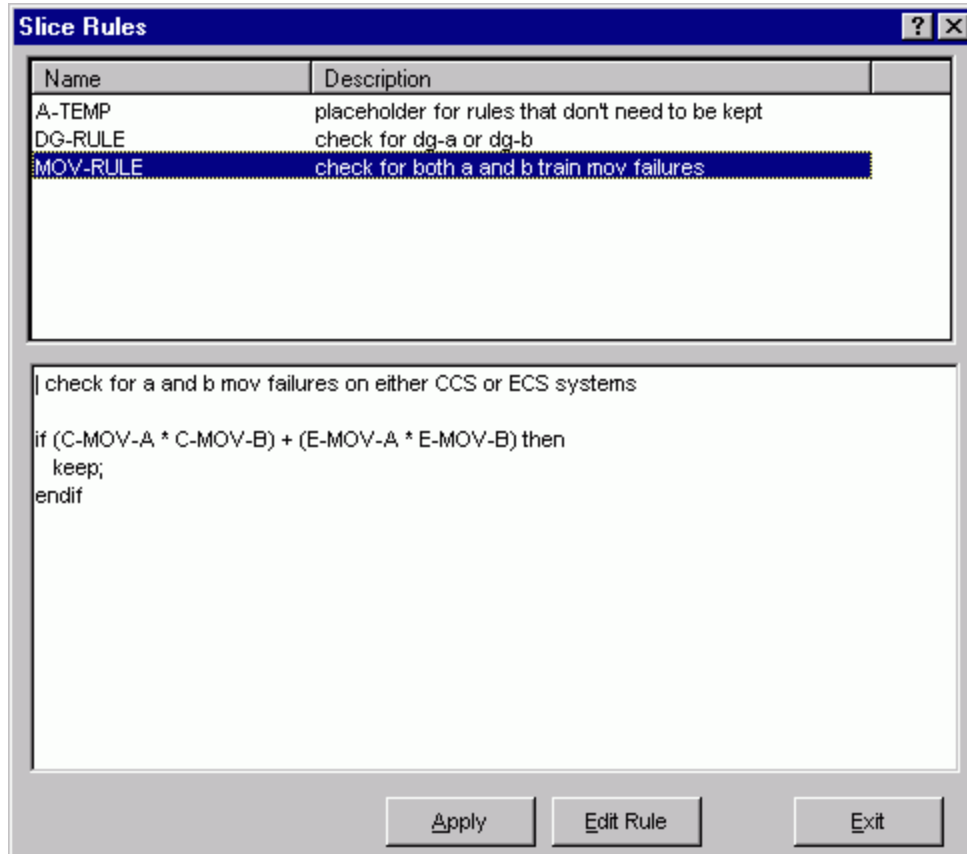 Slice Rules
Name Description
A-TEMP placeholder for rules that don't need to be kept
DG-RULE check for dg-a or dg-b
MOV-RULE check for both a and b train mov failures
| check for a and b mov failures on either CCS or ECS systems
if (C-MOV-A * C-MOV-B) + (E-MOV-A * E-MOV-B) then
keep;
endif
Apply Edit Rule Exit